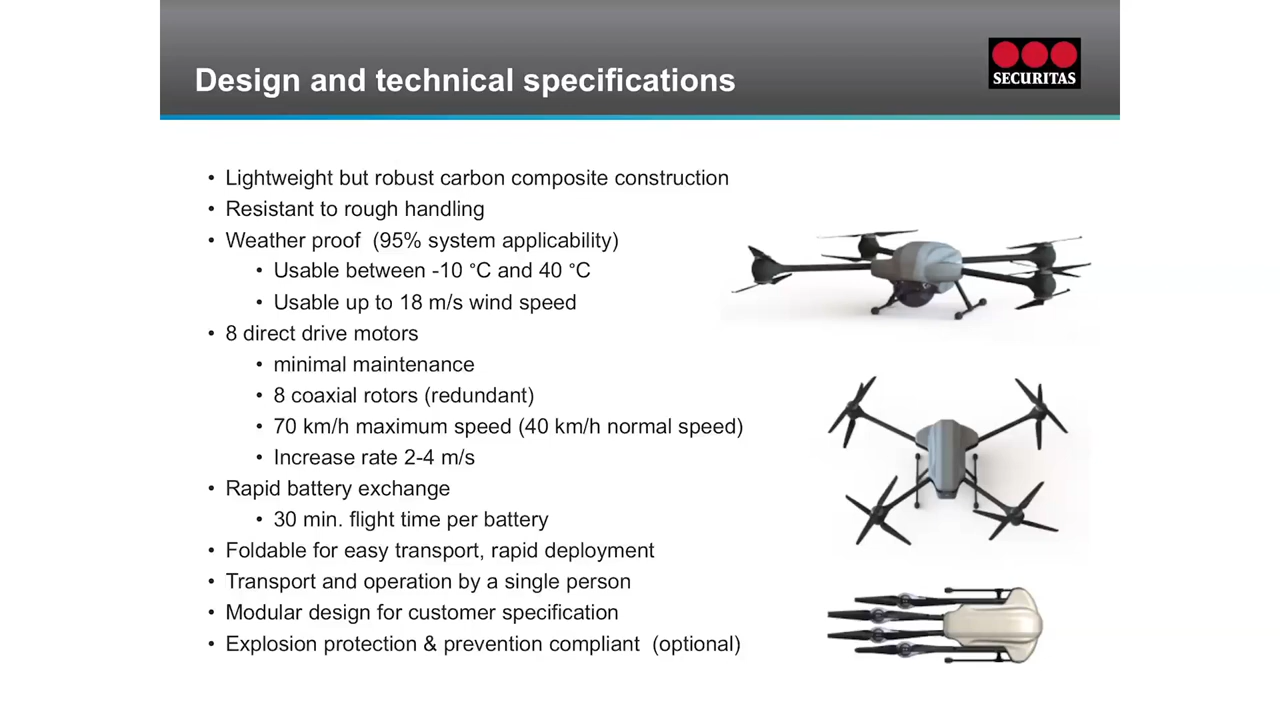 Design and technical specifications
SECURITAS
• Lightweight but robust carbon composite construction
• Resistant to rough handling
• Weather proof  (95% system applicability)
• Usable between -10 °C and 40 °C
• Usable up to 18 m/s wind speed
• 8 direct drive motors
• minimal maintenance
• 8 coaxial rotors (redundant)
• 70 km/h maximum speed (40 km/h normal speed)
• Increase rate 2-4 m/s
• Rapid battery exchange
• 30 min. flight time per battery
• Foldable for easy transport, rapid deployment
• Transport and operation by a single person
• Modular design for customer specification
• Explosion protection & prevention compliant  (optional)